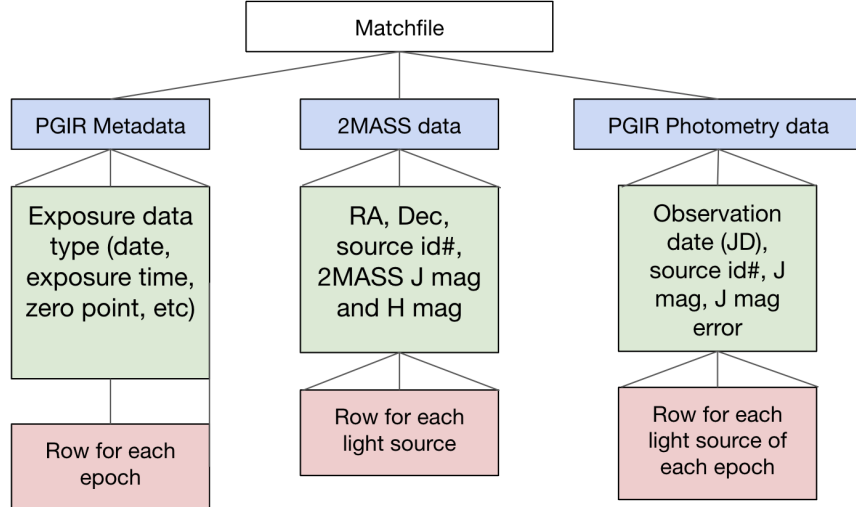 Matchfile
PGIR Metadata
2MASS data
PGIR Photometry data
Exposure data
type (date,
exposure time,
zero point, etc)
RA, Dec,
source id#,
2MASS J mag
and H mag
Observation
date (JD),
source id#, J
mag, J mag
error
Row for each
epoch
Row for each
light source
Row for each
light source of
each epoch